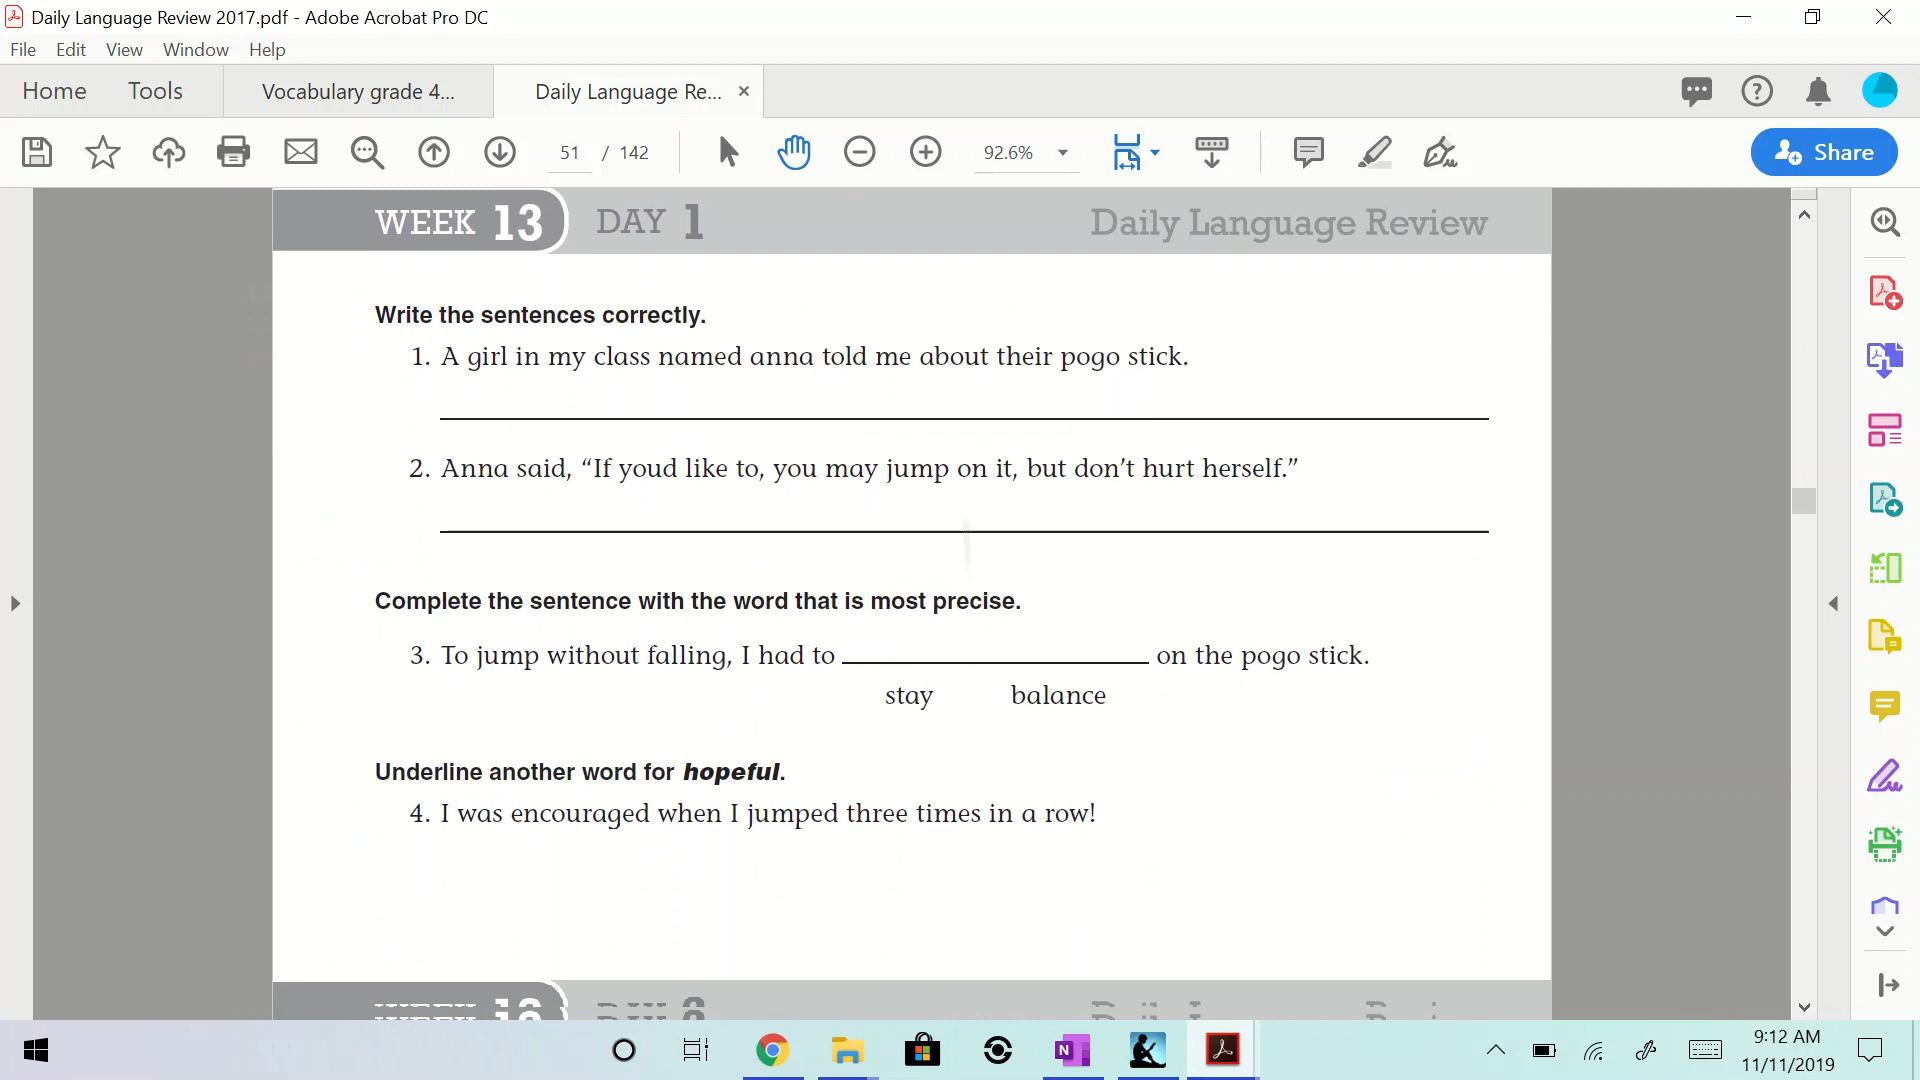 Daily Language Review 2017.pdf - Adobe Acrobat Pro DC
File Edit View Window Help
Home Tools Vocabulary grade 4... Daily Language Re... ×
51 / 142 92.6% Share
WEEK 13 DAY 1 Daily Language Review
Write the sentences correctly.
1. A girl in my class named anna told me about their pogo stick.
2. Anna said, “If youd like to, you may jump on it, but don’t hurt herself.”
Complete the sentence with the word that is most precise.
3. To jump without falling, I had to ____ on the pogo stick.
stay balance
Underline another word for hopeful.
4. I was encouraged when I jumped three times in a row!
9:12 AM
11/11/2019